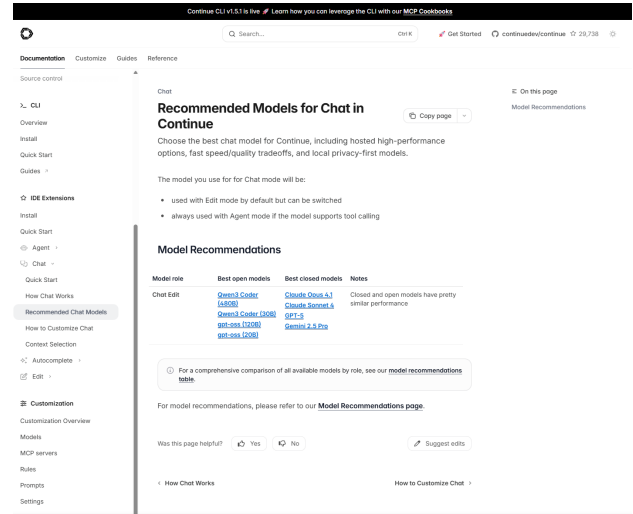 Continue CLI v1.5.1 is live 🚀 Learn how you can leverage the CLI with our MCP Cookbooks
Search...
Ctrl K
🚀 Get Started
continuedev/continue ☆ 29,738
Documentation
Customize
Guides
Reference
Source control
CLI
Overview
Install
Quick Start
Guides
IDE Extensions
Install
Quick Start
Agent
Chat
Quick Start
How Chat Works
Recommended Chat Models
How to Customize Chat
Context Selection
Autocomplete
Edit
Customization
Customization Overview
Models
MCP servers
Rules
Prompts
Settings
Chat
Recommended Models for Chat in
Continue
Copy page
Choose the best chat model for Continue, including hosted high-performance
options, fast speed/quality tradeoffs, and local privacy-first models.
The model you use for for Chat mode will be:
• used with Edit mode by default but can be switched
• always used with Agent mode if the model supports tool calling
Model Recommendations
Model role
Best open models
Best closed models
Notes
Chat Edit
Qwen3 Coder
(480B)
Qwen3 Coder (30B)
gpt-oss (120B)
gpt-oss (20B)
Claude Opus 4.1
Claude Sonnet 4
GPT-5
Gemini 2.5 Pro
Closed and open models have pretty
similar performance
For a comprehensive comparison of all available models by role, see our model recommendations
table.
For model recommendations, please refer to our Model Recommendations page.
Was this page helpful?
Yes
No
Suggest edits
‹ How Chat Works
How to Customize Chat ›
On this page
Model Recommendations